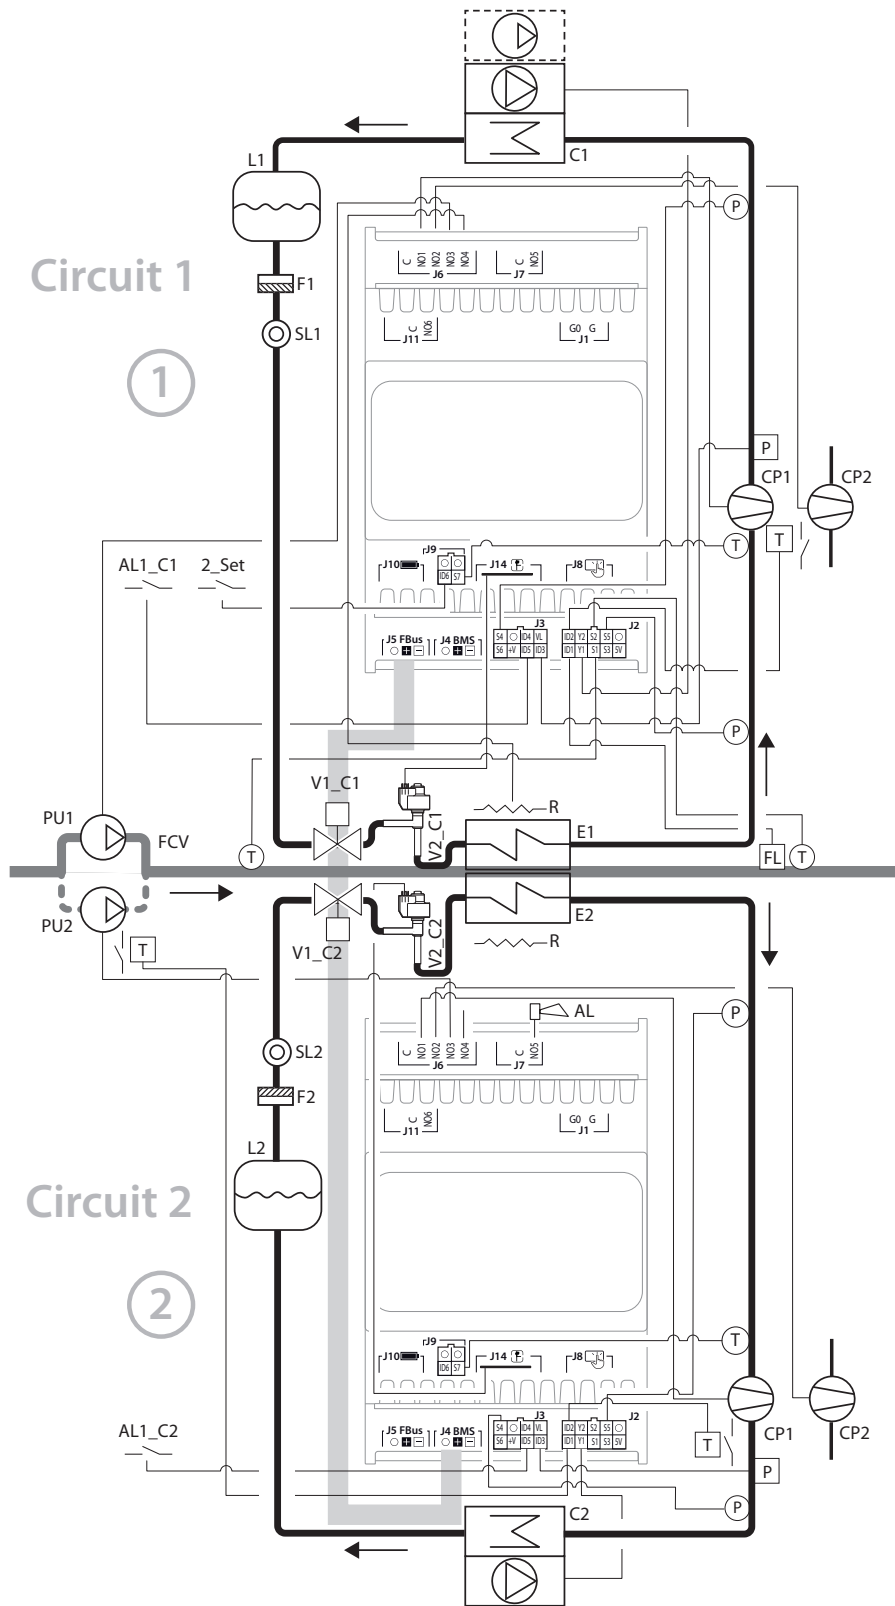 C1
L1
P
C NO1 NO2 NO3 NO4
J6
C NO5
J7
Circuit 1
F1
SL1
C NO6
J11
G0 G
J1
1
P
CP1
CP2
T
T
AL1_C1
2_Set
J9
J10
ID6 S7
J14
J8
J3
J2
J5 FBus
J4 BMS
S4 ID4 VL
S6 +V ID5 ID3
ID2 Y2 S2 S5
ID1 Y1 S1 S3 5V
P
V1_C1
R
PU1
FCV
V2_C1
E1
T
FL
T
PU2
T
V1_C2
V2_C2
E2
R
P
AL
C NO1 NO2 NO3 NO4
J6
C NO5
J7
SL2
F2
C NO6
J11
G0 G
J1
L2
Circuit 2
2
T
J9
J10
ID6 S7
J14
J8
AL1_C2
J3
J2
J5 FBus
J4 BMS
S4 ID4 VL
S6 +V ID5 ID3
ID2 Y2 S2 S5
ID1 Y1 S1 S3 5V
CP1
CP2
T
P
P
C2